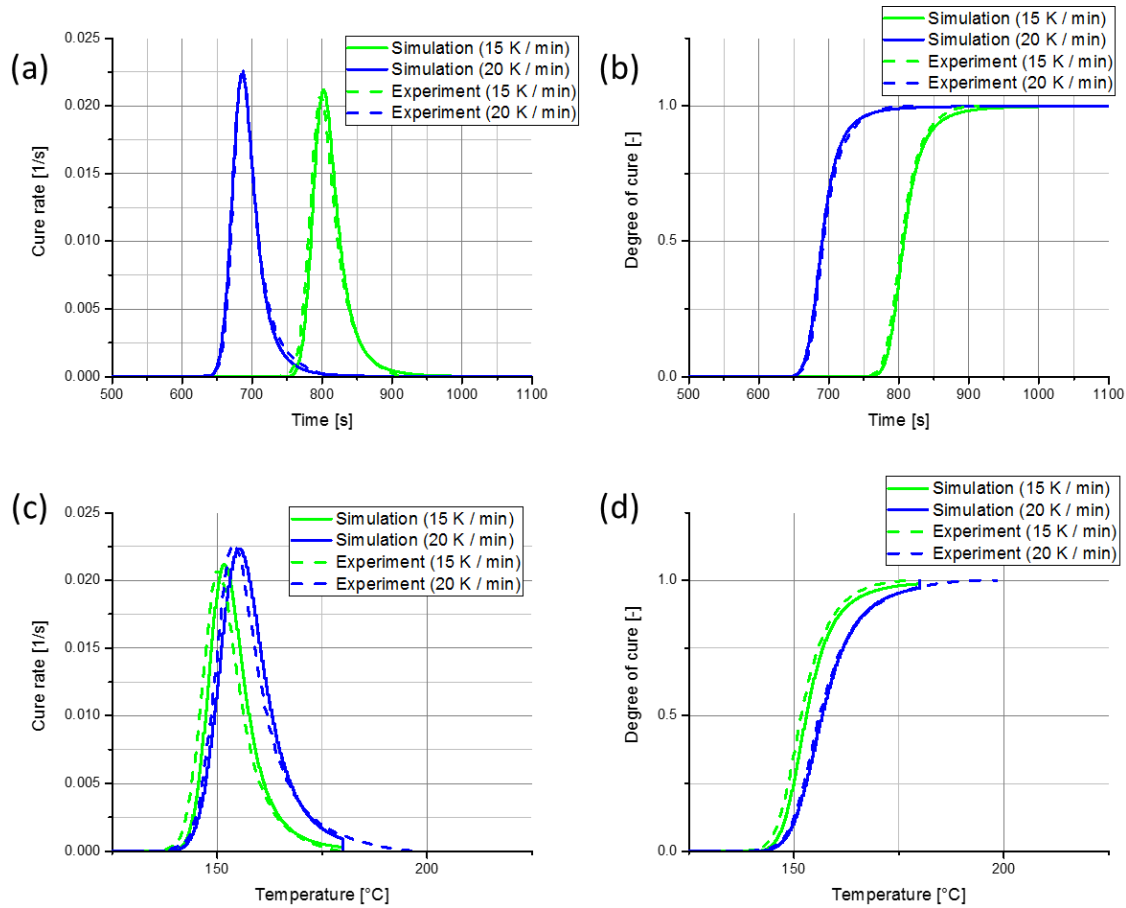 (a)
Simulation (15 K / min)
Simulation (20 K / min)
Experiment (15 K / min)
Experiment (20 K / min)
0.025
0.020
0.015
0.010
0.005
0.000
Cure rate [1/s]
500 600 700 800 900 1000 1100
Time [s]
(b)
Simulation (15 K / min)
Simulation (20 K / min)
Experiment (15 K / min)
Experiment (20 K / min)
1.0
0.5
0.0
Degree of cure [-]
500 600 700 800 900 1000 1100
Time [s]
(c)
Simulation (15 K / min)
Simulation (20 K / min)
Experiment (15 K / min)
Experiment (20 K / min)
0.025
0.020
0.015
0.010
0.005
0.000
Cure rate [1/s]
150 200
Temperature [°C]
(d)
Simulation (15 K / min)
Simulation (20 K / min)
Experiment (15 K / min)
Experiment (20 K / min)
1.0
0.5
0.0
Degree of cure [-]
150 200
Temperature [°C]